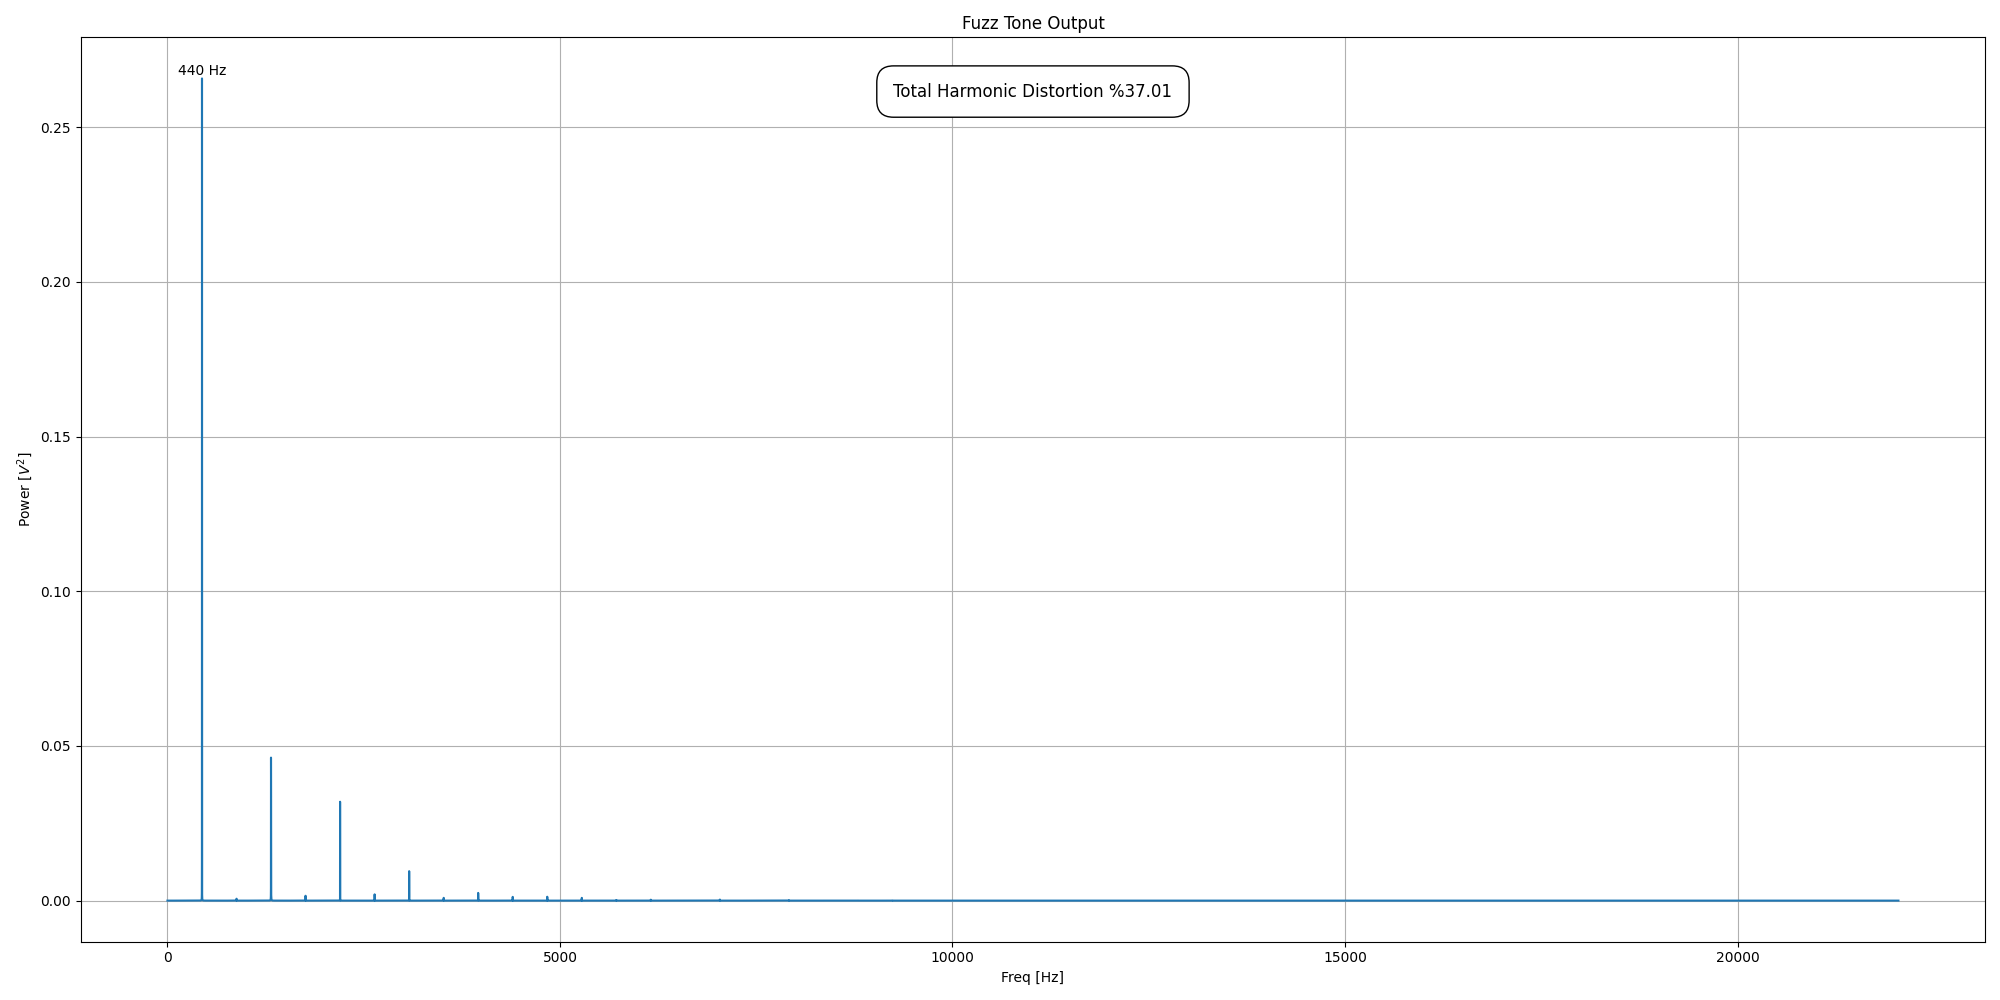 Fuzz Tone Output
440 Hz
Total Harmonic Distortion %37.01
0.25
0.20
0.15
0.10
0.05
0.00
Power [V²]
0 5000 10000 15000 20000
Freq [Hz]